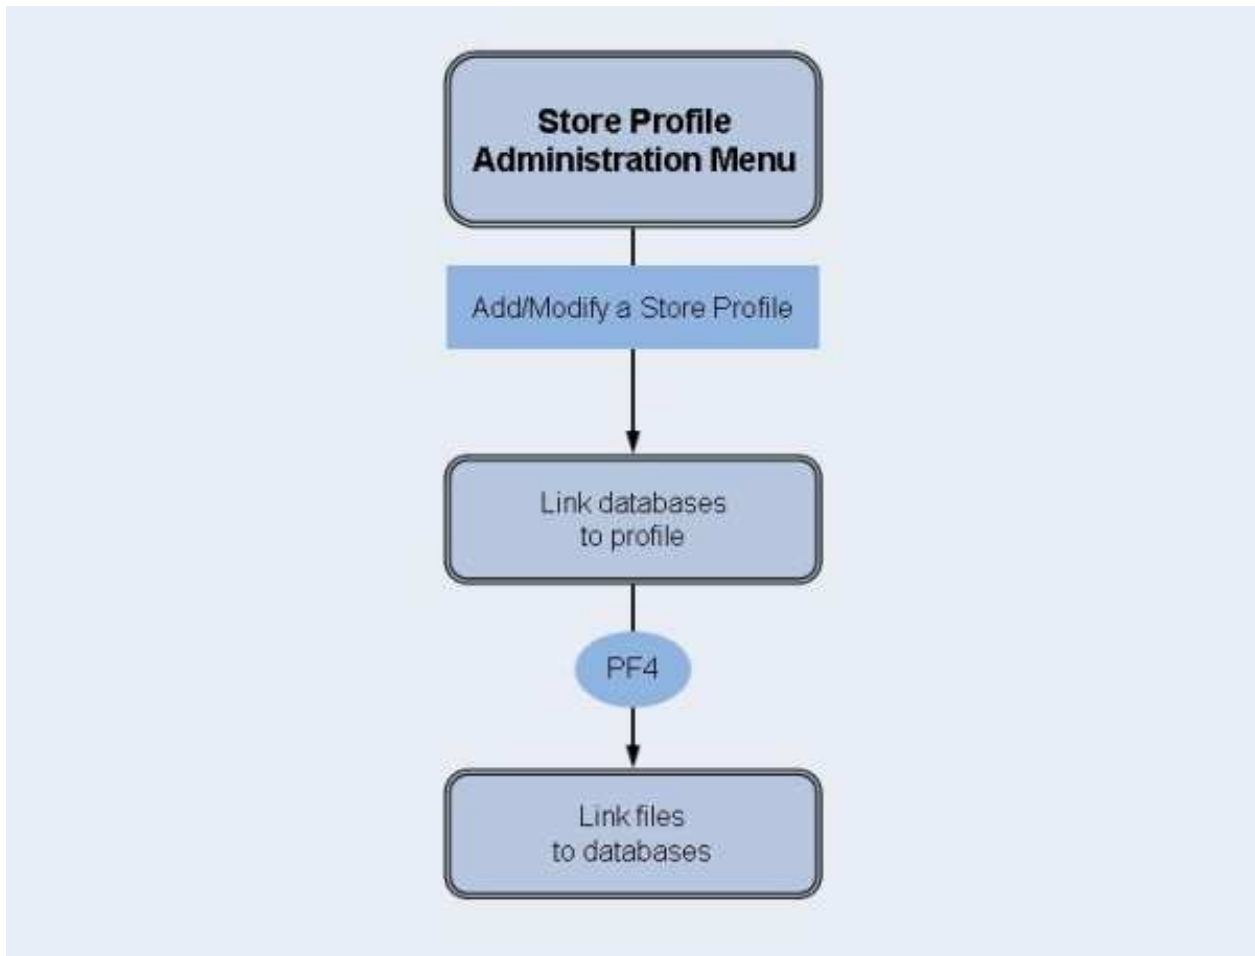 Store Profile
Administration Menu
Add/Modify a Store Profile
Link databases
to profile
PF4
Link files
to databases